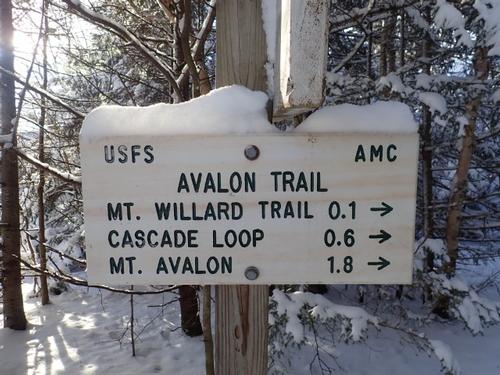 USFS AMC
AVALON TRAIL
MT. WILLARD TRAIL 0.1 →
CASCADE LOOP 0.6 →
MT. AVALON 1.8 →